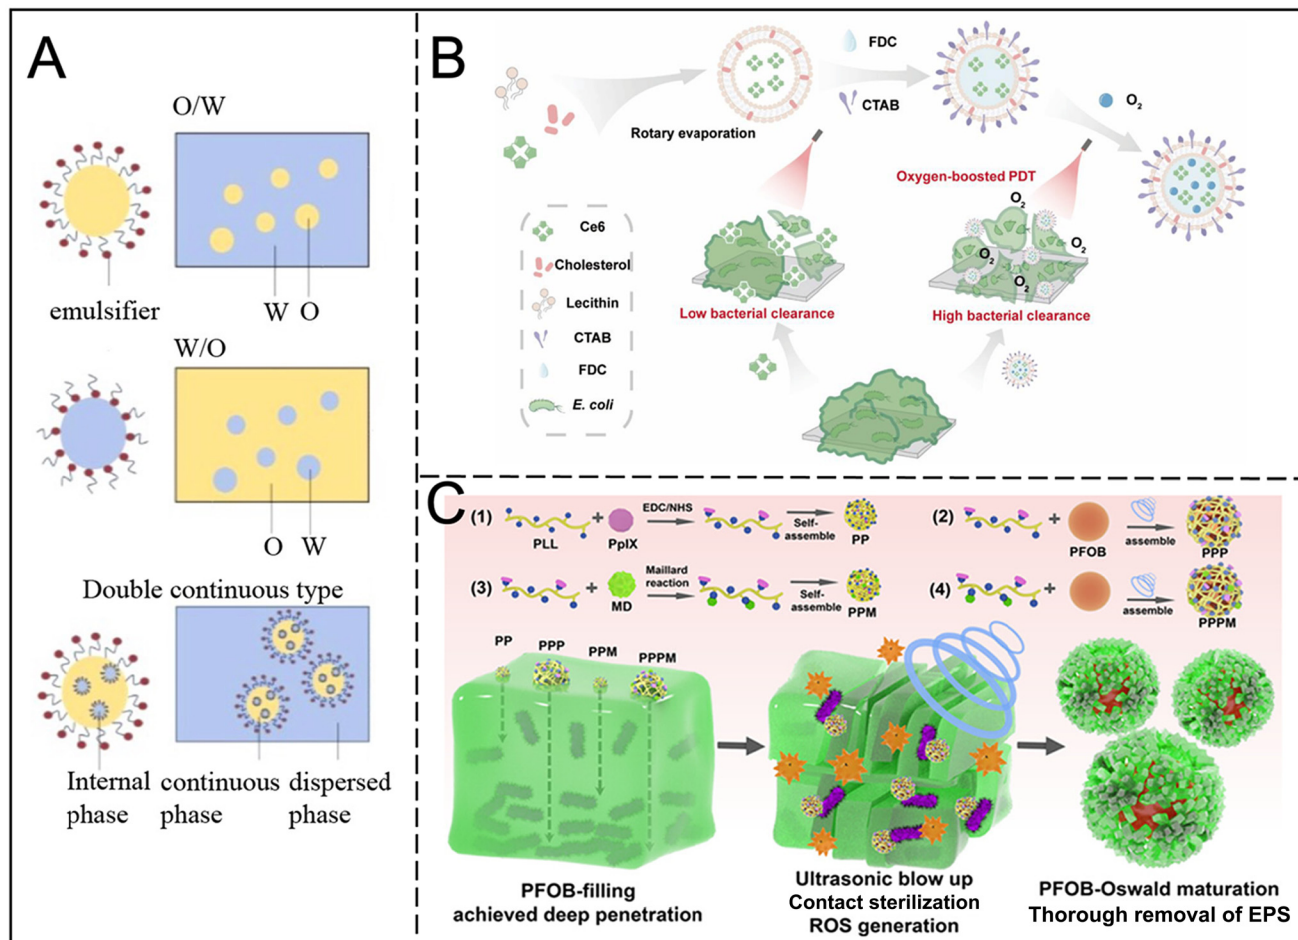 A
O/W
emulsifier
W O
W/O
O W
Double continuous type
Internal continuous dispersed
phase phase phase
B
FDC
CTAB
O2
Rotary evaporation
Oxygen-boosted PDT
O2
O2
O2
O2
Ce6
Cholesterol
Lecithin
CTAB
FDC
E. coli
Low bacterial clearance
High bacterial clearance
C
(1) PLL + PpIX EDC/NHS Self-assemble PP
(2) + PFOB assemble PPP
(3) + MD Maillard reaction Self-assemble PPM
(4) + assemble PPPM
PP PPP PPM PPPM
PFOB-filling
achieved deep penetration
Ultrasonic blow up
Contact sterilization
ROS generation
PFOB-Oswald maturation
Thorough removal of EPS